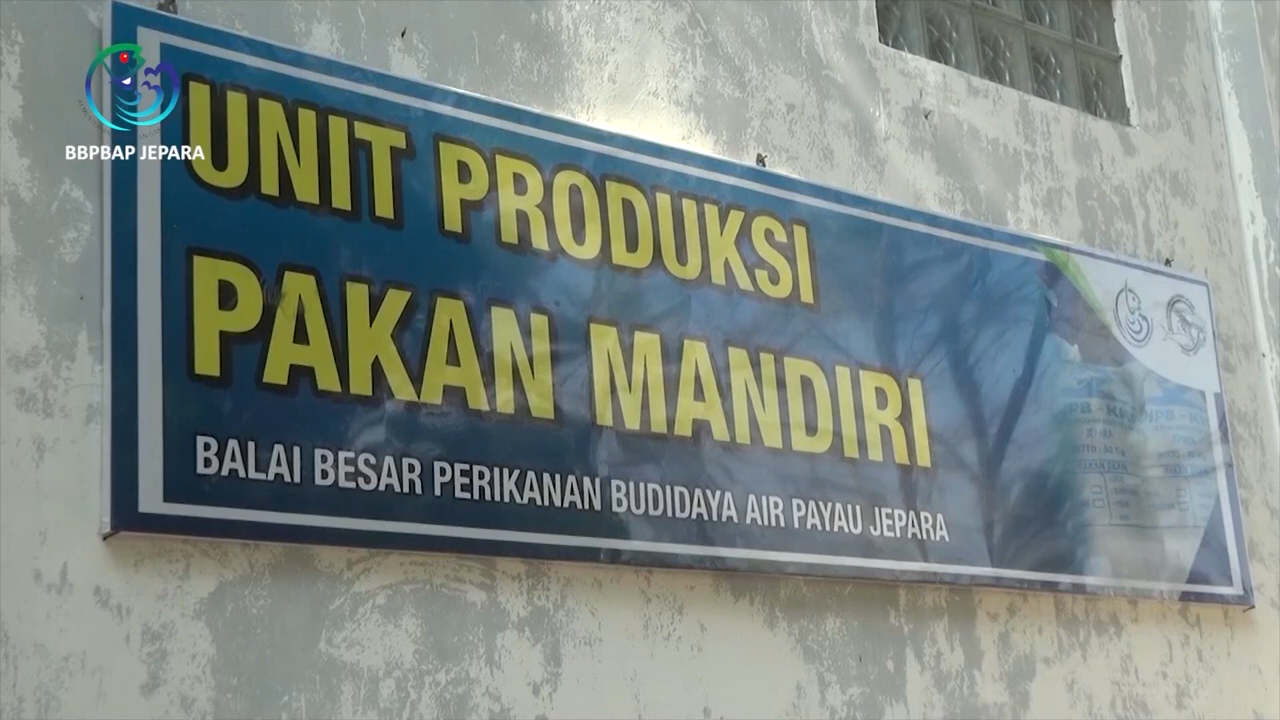 BBPBAP JEPARA
UNIT PRODUKSI
PAKAN MANDIRI
BALAI BESAR PERIKANAN BUDIDAYA AIR PAYAU JEPARA